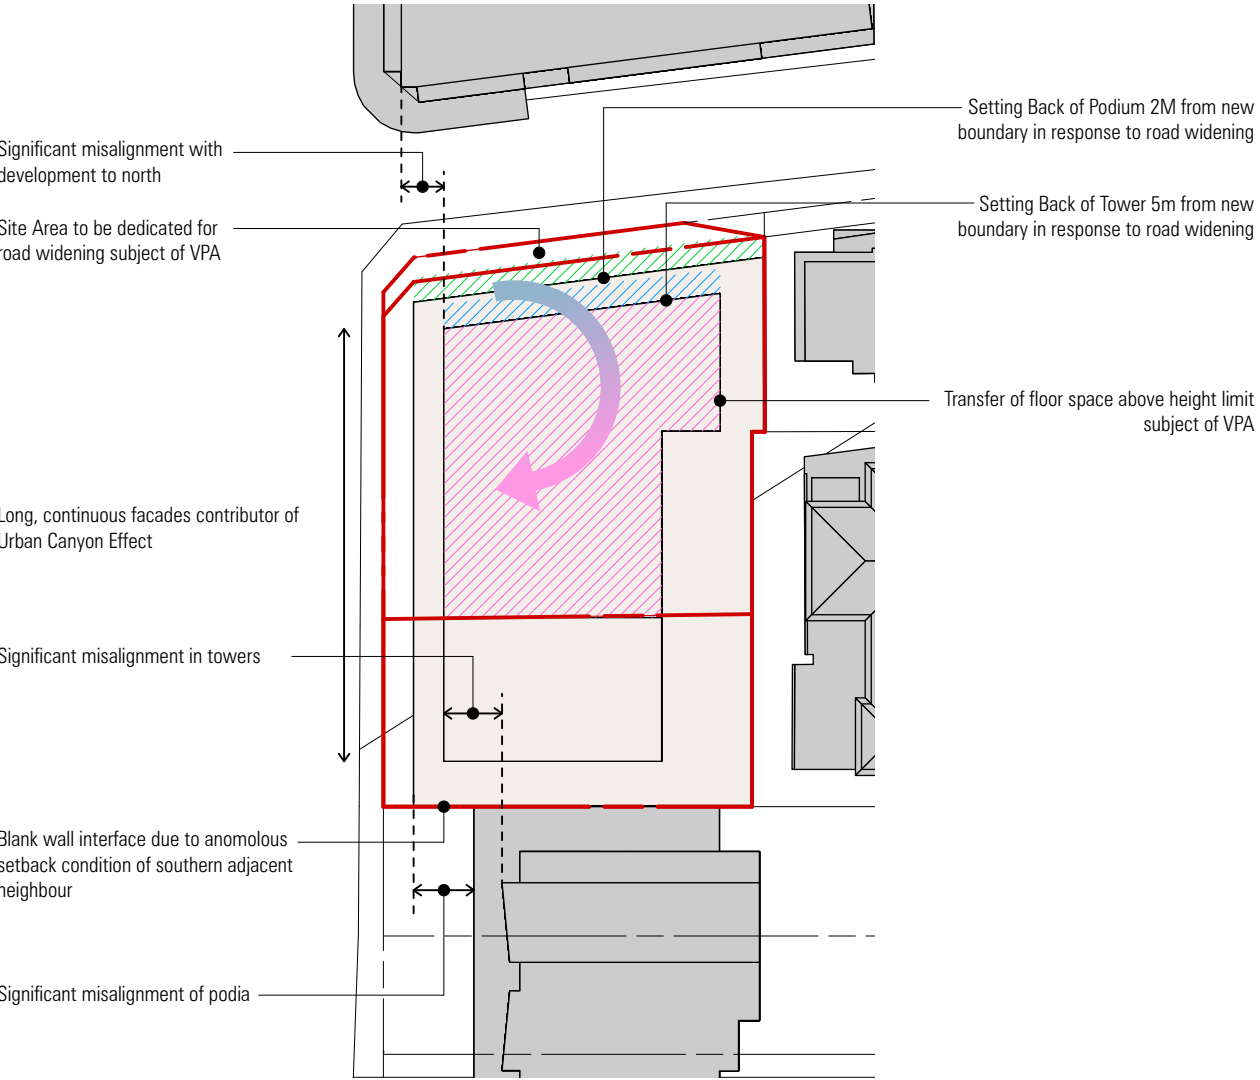 Significant misalignment with
development to north
Site Area to be dedicated for
road widening subject of VPA
Long, continuous facades contributor of
Urban Canyon Effect
Significant misalignment in towers
Blank wall interface due to anomolous
setback condition of southern adjacent
neighbour
Significant misalignment of podia
Setting Back of Podium 2M from new
boundary in response to road widening
Setting Back of Tower 5m from new
boundary in response to road widening
Transfer of floor space above height limit
subject of VPA